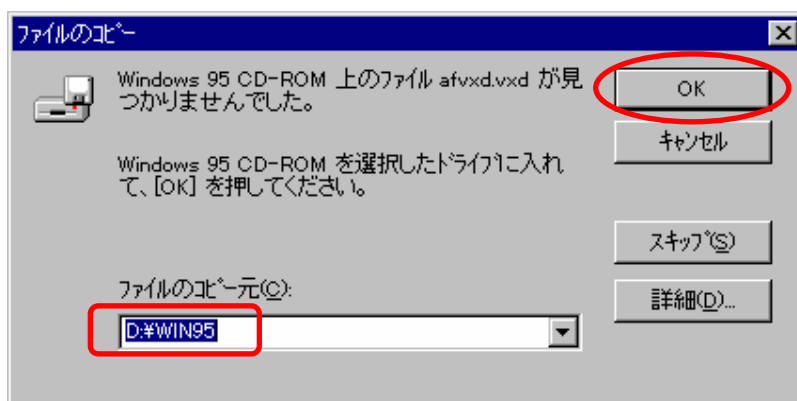 ファイルのコピー
Windows 95 CD-ROM 上のファイル afvxd.vxd が見
つかりませんでした。
OK
キャンセル
Windows 95 CD-ROM を選択したドライブに入れ
て、[OK] を押してください。
スキップ(S)
ファイルのコピー元(C):
詳細(D)...
D:¥WIN95